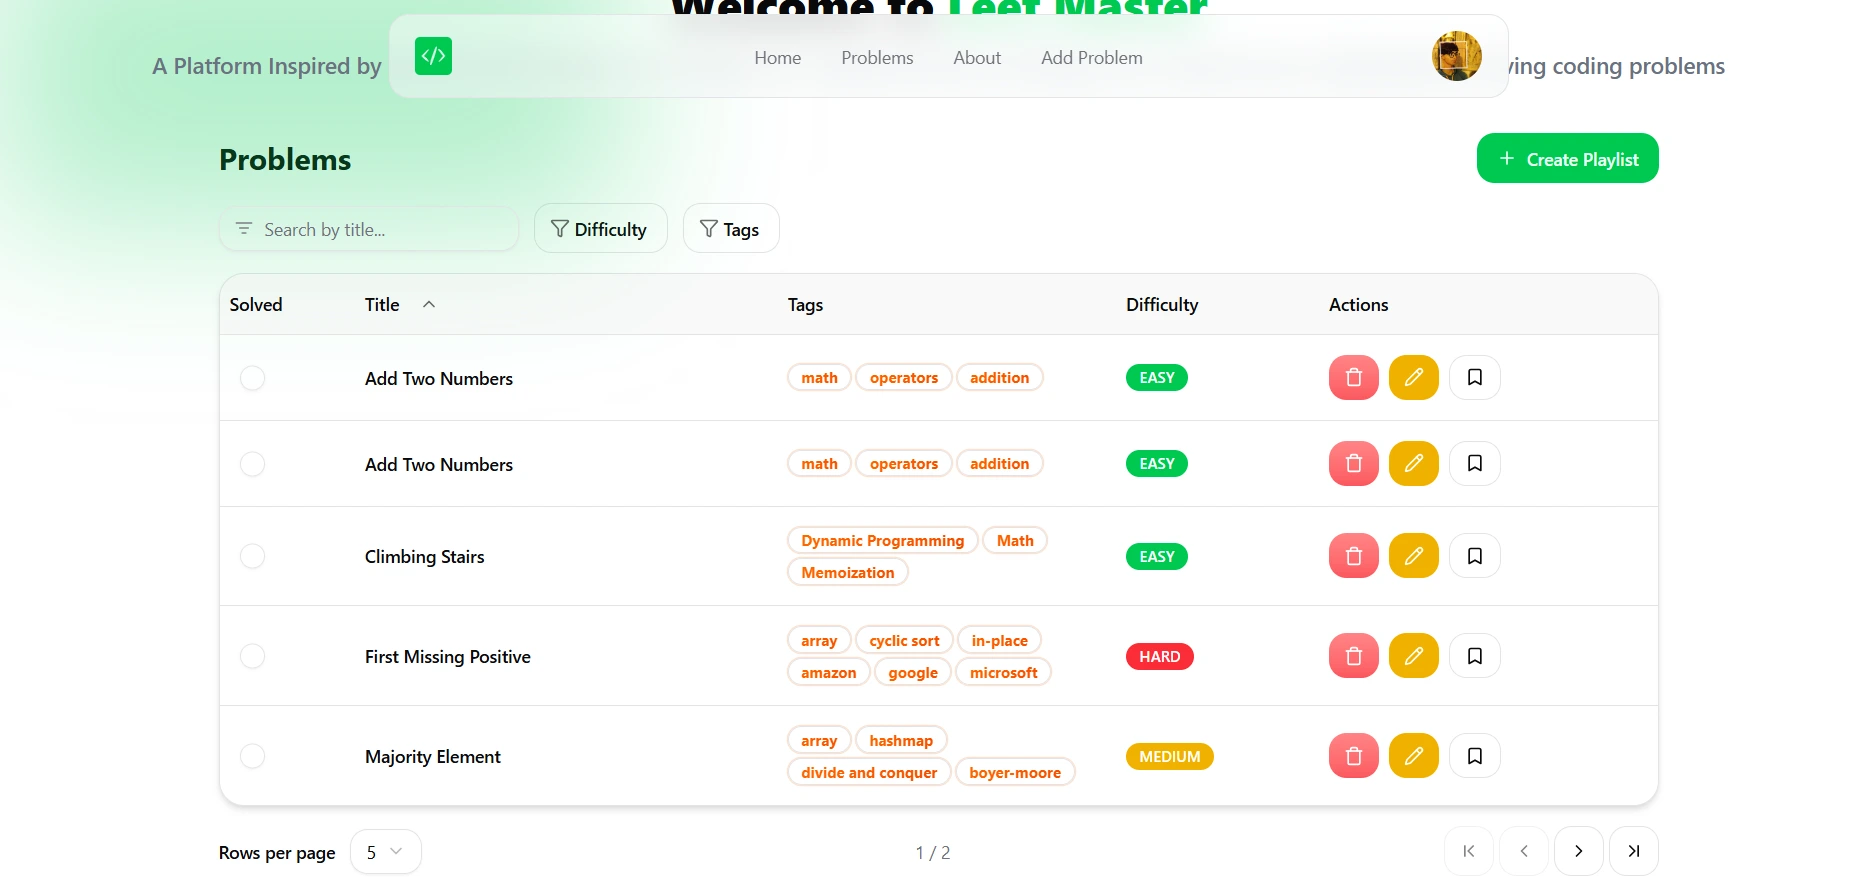 Welcome to Leet Master
A Platform Inspired by
ving coding problems
</>
Home Problems About Add Problem
Problems
+ Create Playlist
Search by title...
Difficulty
Tags
Solved Title Tags Difficulty Actions
Add Two Numbers math operators addition EASY
Add Two Numbers math operators addition EASY
Climbing Stairs Dynamic Programming Math EASY
Memoization
First Missing Positive array cyclic sort in-place HARD
amazon google microsoft
Majority Element array hashmap MEDIUM
divide and conquer boyer-moore
Rows per page 5 1 / 2